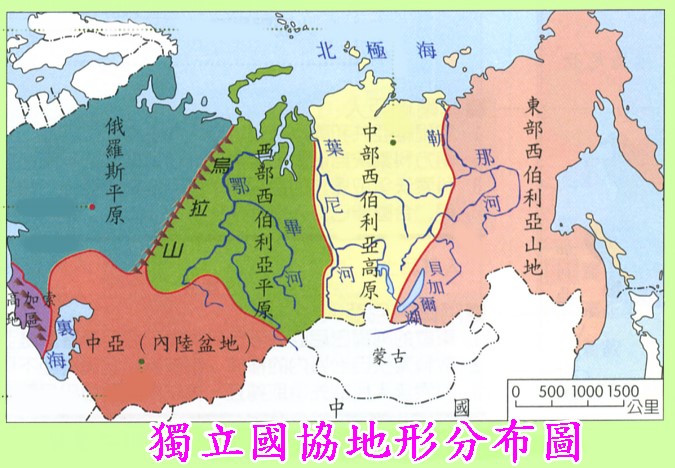 北極海
俄羅斯平原
烏拉山
西部西伯利亞平原
鄂畢河
葉尼河
中部西伯利亞高原
勒那河
東部西伯利亞山地
貝加爾湖
高加索
地區
裏海
中亞(內陸盆地)
蒙古
中國
0 500 1000 1500
公里
獨立國協地形分布圖